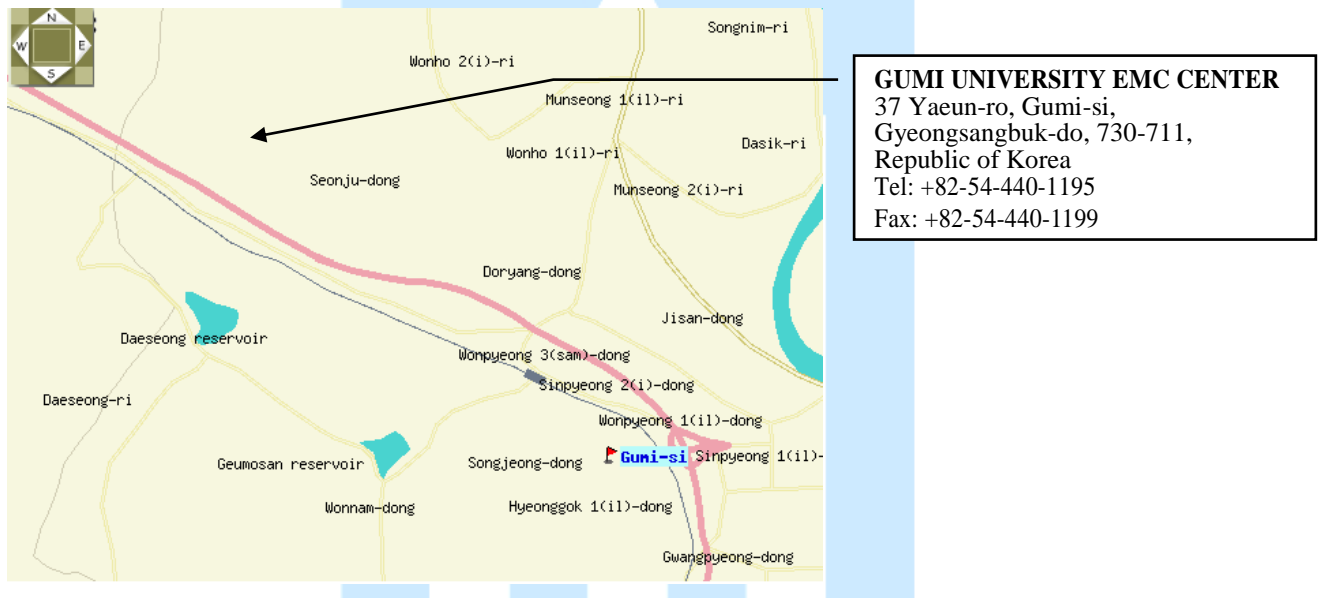 N
W E
S
Songnim-ri
Wonho 2(i)-ri
Munseong 1(il)-ri
Dasik-ri
Wonho 1(il)-ri
Seonju-dong
Munseong 2(i)-ri
Doryang-dong
Jisan-dong
Daeseong reservoir
Wonpyeong 3(sam)-dong
Sinpyeong 2(i)-dong
Daeseong-ri
Wonpyeong 1(il)-dong
Geumosan reservoir
Songjeong-dong
Gumi-si
Sinpyeong 1(il)-
Wonnam-dong
Hyeonggok 1(il)-dong
Gwangpyeong-dong
GUMI UNIVERSITY EMC CENTER
37 Yaeun-ro, Gumi-si,
Gyeongsangbuk-do, 730-711,
Republic of Korea
Tel: +82-54-440-1195
Fax: +82-54-440-1199